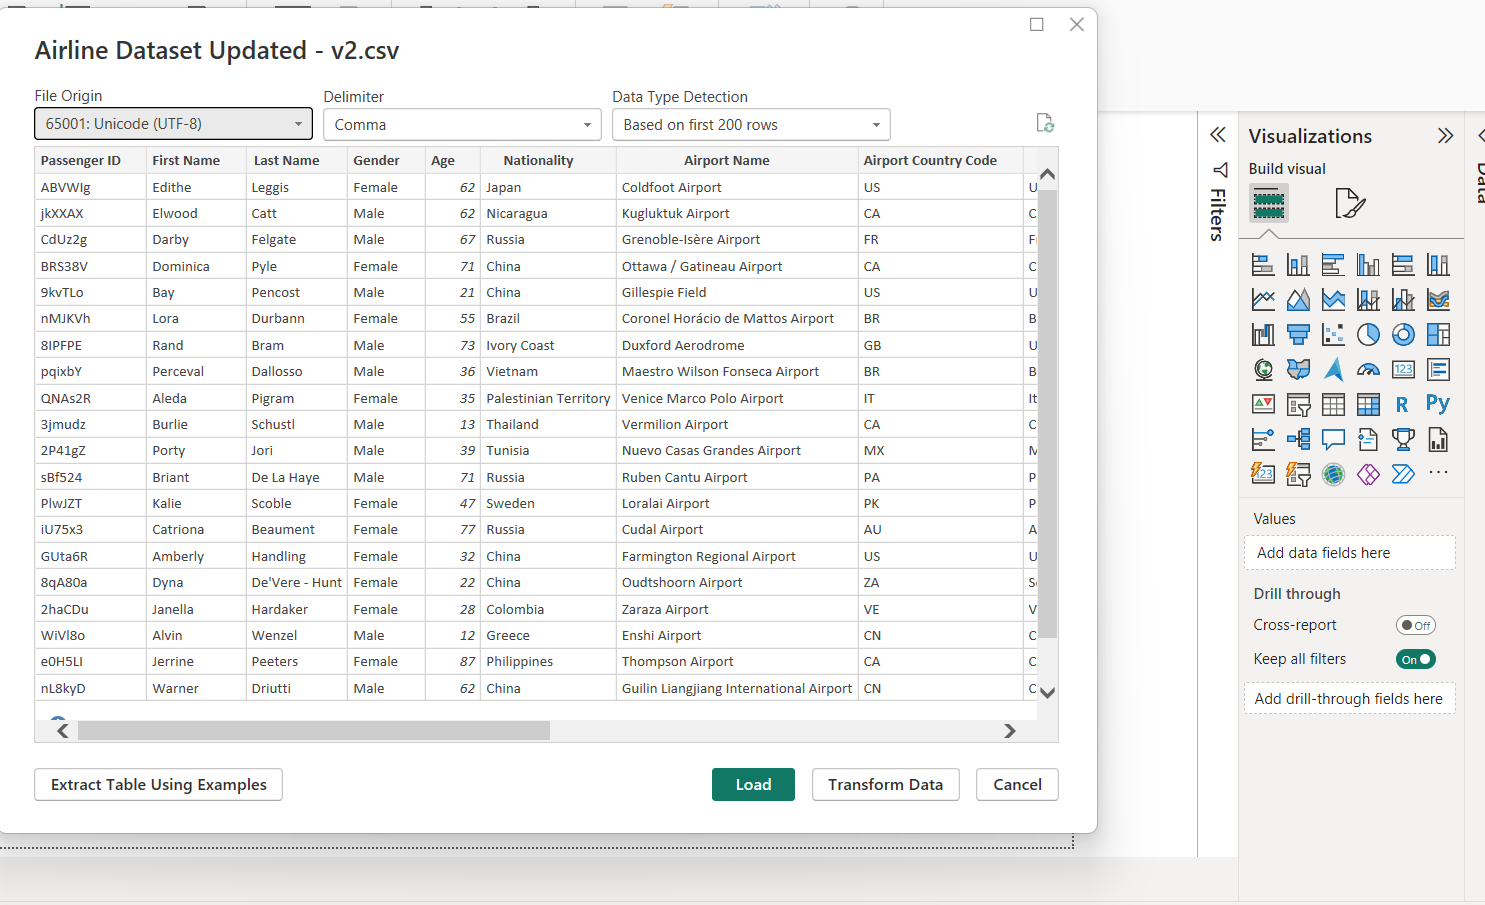 Airline Dataset Updated - v2.csv
File Origin
Delimiter
Data Type Detection
65001: Unicode (UTF-8)
Comma
Based on first 200 rows
Passenger ID First Name Last Name Gender Age Nationality Airport Name Airport Country Code
ABVWIg Edithe Leggis Female 62 Japan Coldfoot Airport US U
jkXXAX Elwood Catt Male 62 Nicaragua Kugluktuk Airport CA C
CdUz2g Darby Felgate Male 67 Russia Grenoble-Isère Airport FR F
BRS38V Dominica Pyle Female 71 China Ottawa / Gatineau Airport CA C
9kvTLo Bay Pencost Male 21 China Gillespie Field US U
nMJKVh Lora Durbann Female 55 Brazil Coronel Horácio de Mattos Airport BR B
8IPFPE Rand Bram Male 73 Ivory Coast Duxford Aerodrome GB U
pqixbY Perceval Dallosso Male 36 Vietnam Maestro Wilson Fonseca Airport BR B
QNAs2R Aleda Pigram Female 35 Palestinian Territory Venice Marco Polo Airport IT It
3jmudz Burlie Schustl Male 13 Thailand Vermilion Airport CA C
2P41gZ Porty Jori Male 39 Tunisia Nuevo Casas Grandes Airport MX M
sBf524 Briant De La Haye Male 71 Russia Ruben Cantu Airport PA P
PlwJZT Kalie Scoble Female 47 Sweden Loralai Airport PK P
iU75x3 Catriona Beaument Female 77 Russia Cudal Airport AU A
GUta6R Amberly Handling Female 32 China Farmington Regional Airport US U
8qA80a Dyna De'Vere - Hunt Female 22 China Oudtshoorn Airport ZA S
2haCDu Janella Hardaker Female 28 Colombia Zaraza Airport VE V
WiVl8o Alvin Wenzel Male 12 Greece Enshi Airport CN C
e0H5LI Jerrine Peeters Female 87 Philippines Thompson Airport CA C
nL8kyD Warner Driutti Male 62 China Guilin Liangjiang International Airport CN C
Extract Table Using Examples
Load
Transform Data
Cancel
Filters
Visualizations
Build visual
123
R
Py
123
Values
Add data fields here
Drill through
Cross-report
Off
Keep all filters
On
Add drill-through fields here